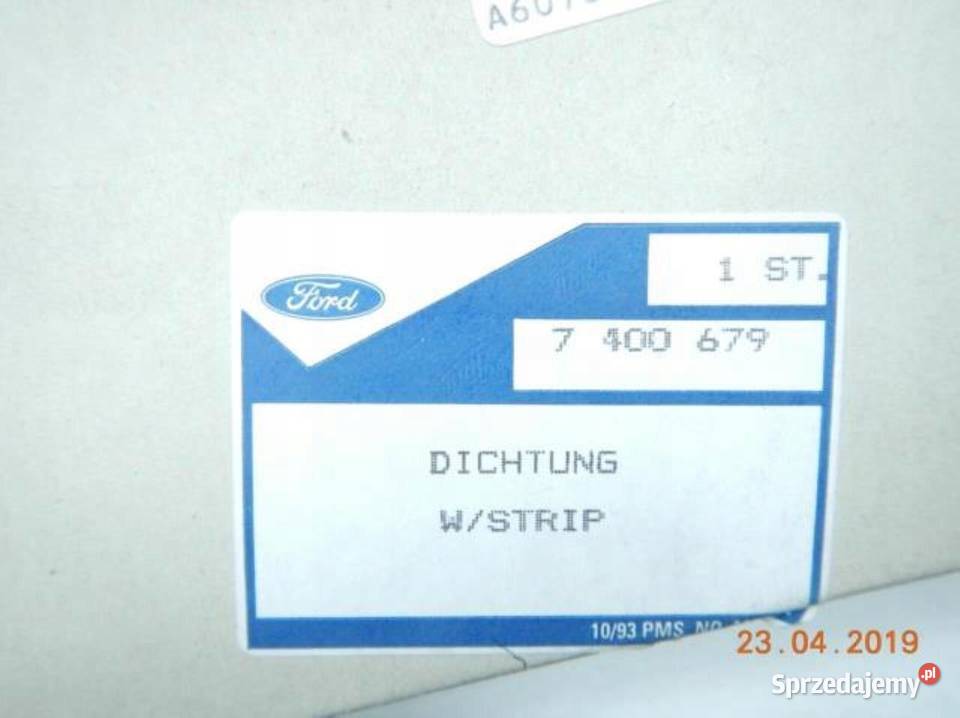 Ford
1 ST.
7 400 679
DICHTUNG
W/STRIP
10/93 PMS
23.04.2019
Sprzedajemy.pl